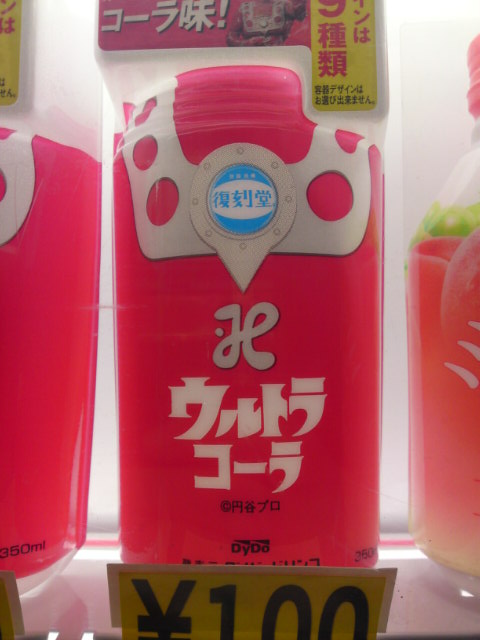 コーラ味!
インは
9種類
容器デザインは
お選び出来ません。
復刻堂
ウルトラ
コーラ
©円谷プロ
DyDo
350ml
¥100